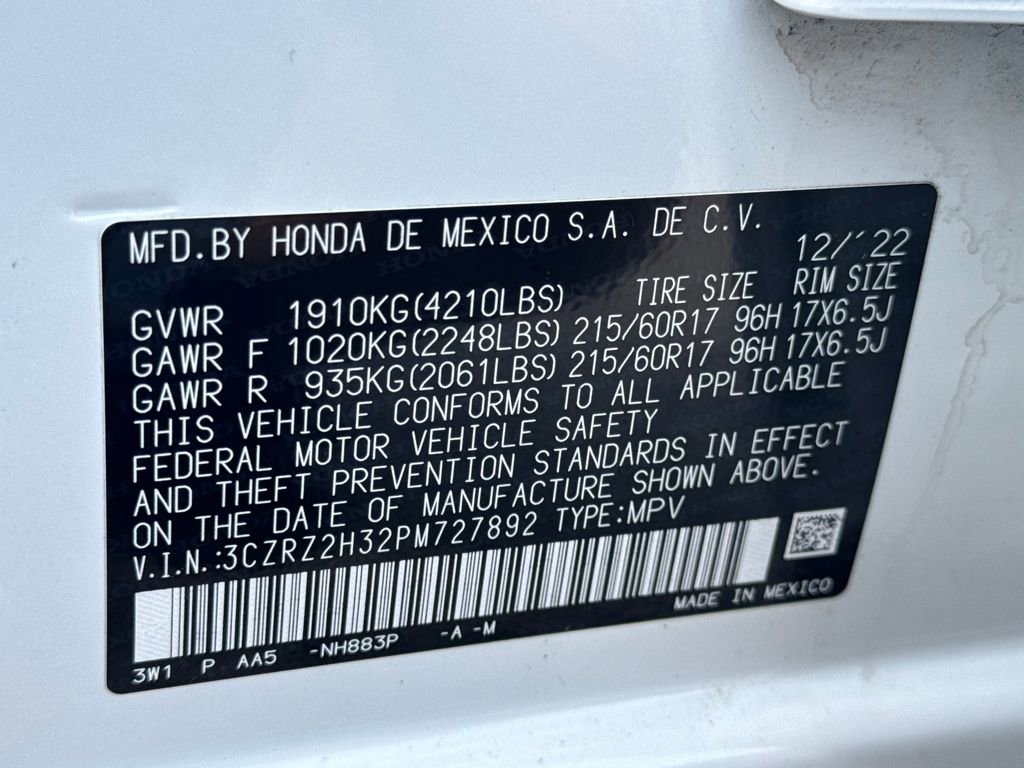 MFD.BY HONDA DE MEXICO S.A. DE C.V.
12/´22
TIRE SIZE RIM SIZE
GVWR 1910KG(4210LBS)
GAWR F 1020KG(2248LBS) 215/60R17 96H 17X6.5J
GAWR R 935KG(2061LBS) 215/60R17 96H 17X6.5J
THIS VEHICLE CONFORMS TO ALL APPLICABLE
FEDERAL MOTOR VEHICLE SAFETY
AND THEFT PREVENTION STANDARDS IN EFFECT
ON THE DATE OF MANUFACTURE SHOWN ABOVE.
V.I.N.:3CZRZ2H32PM727892 TYPE:MPV
MADE IN MEXICO
3W1 P AA5 -NH883P -A -M